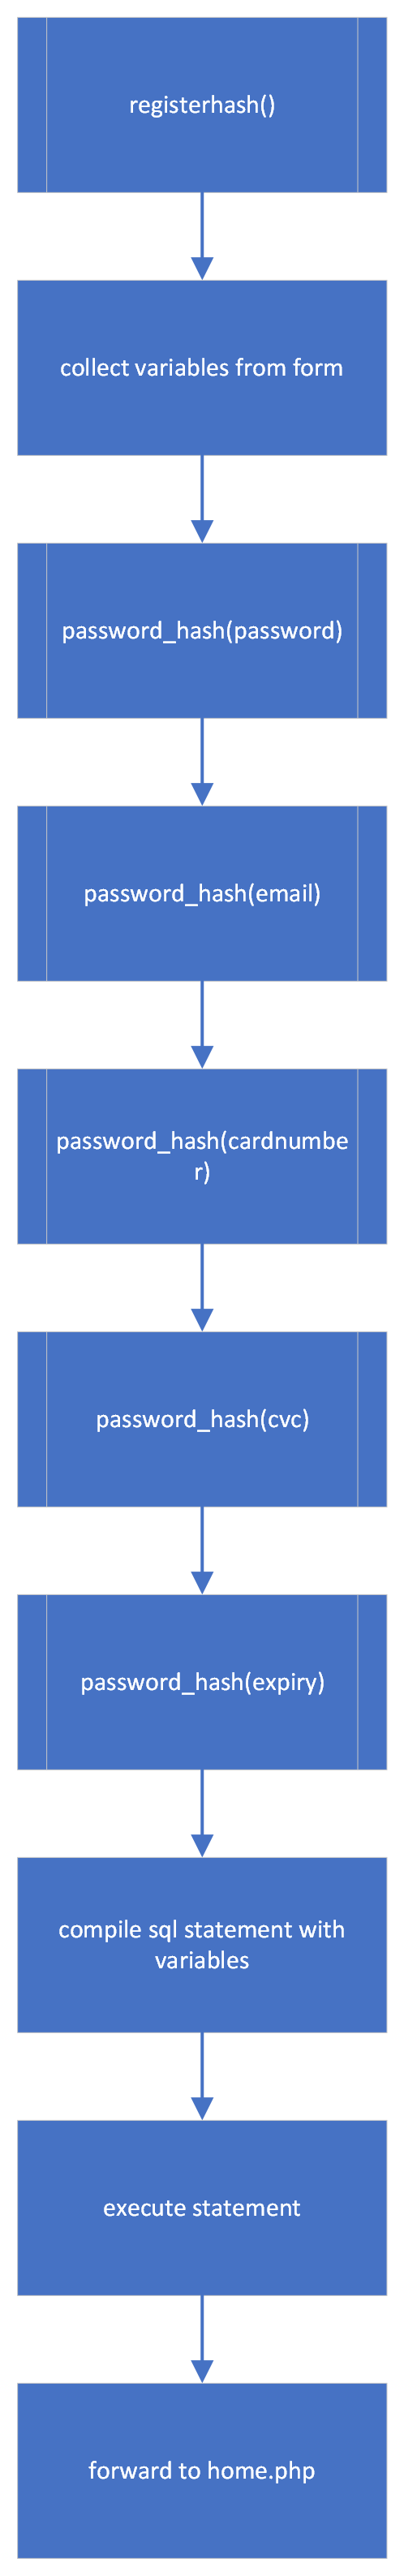 registerhash()
collect variables from form
password_hash(password)
password_hash(email)
password_hash(cardnumbe
r)
password_hash(cvc)
password_hash(expiry)
compile sql statement with
variables
execute statement
forward to home.php